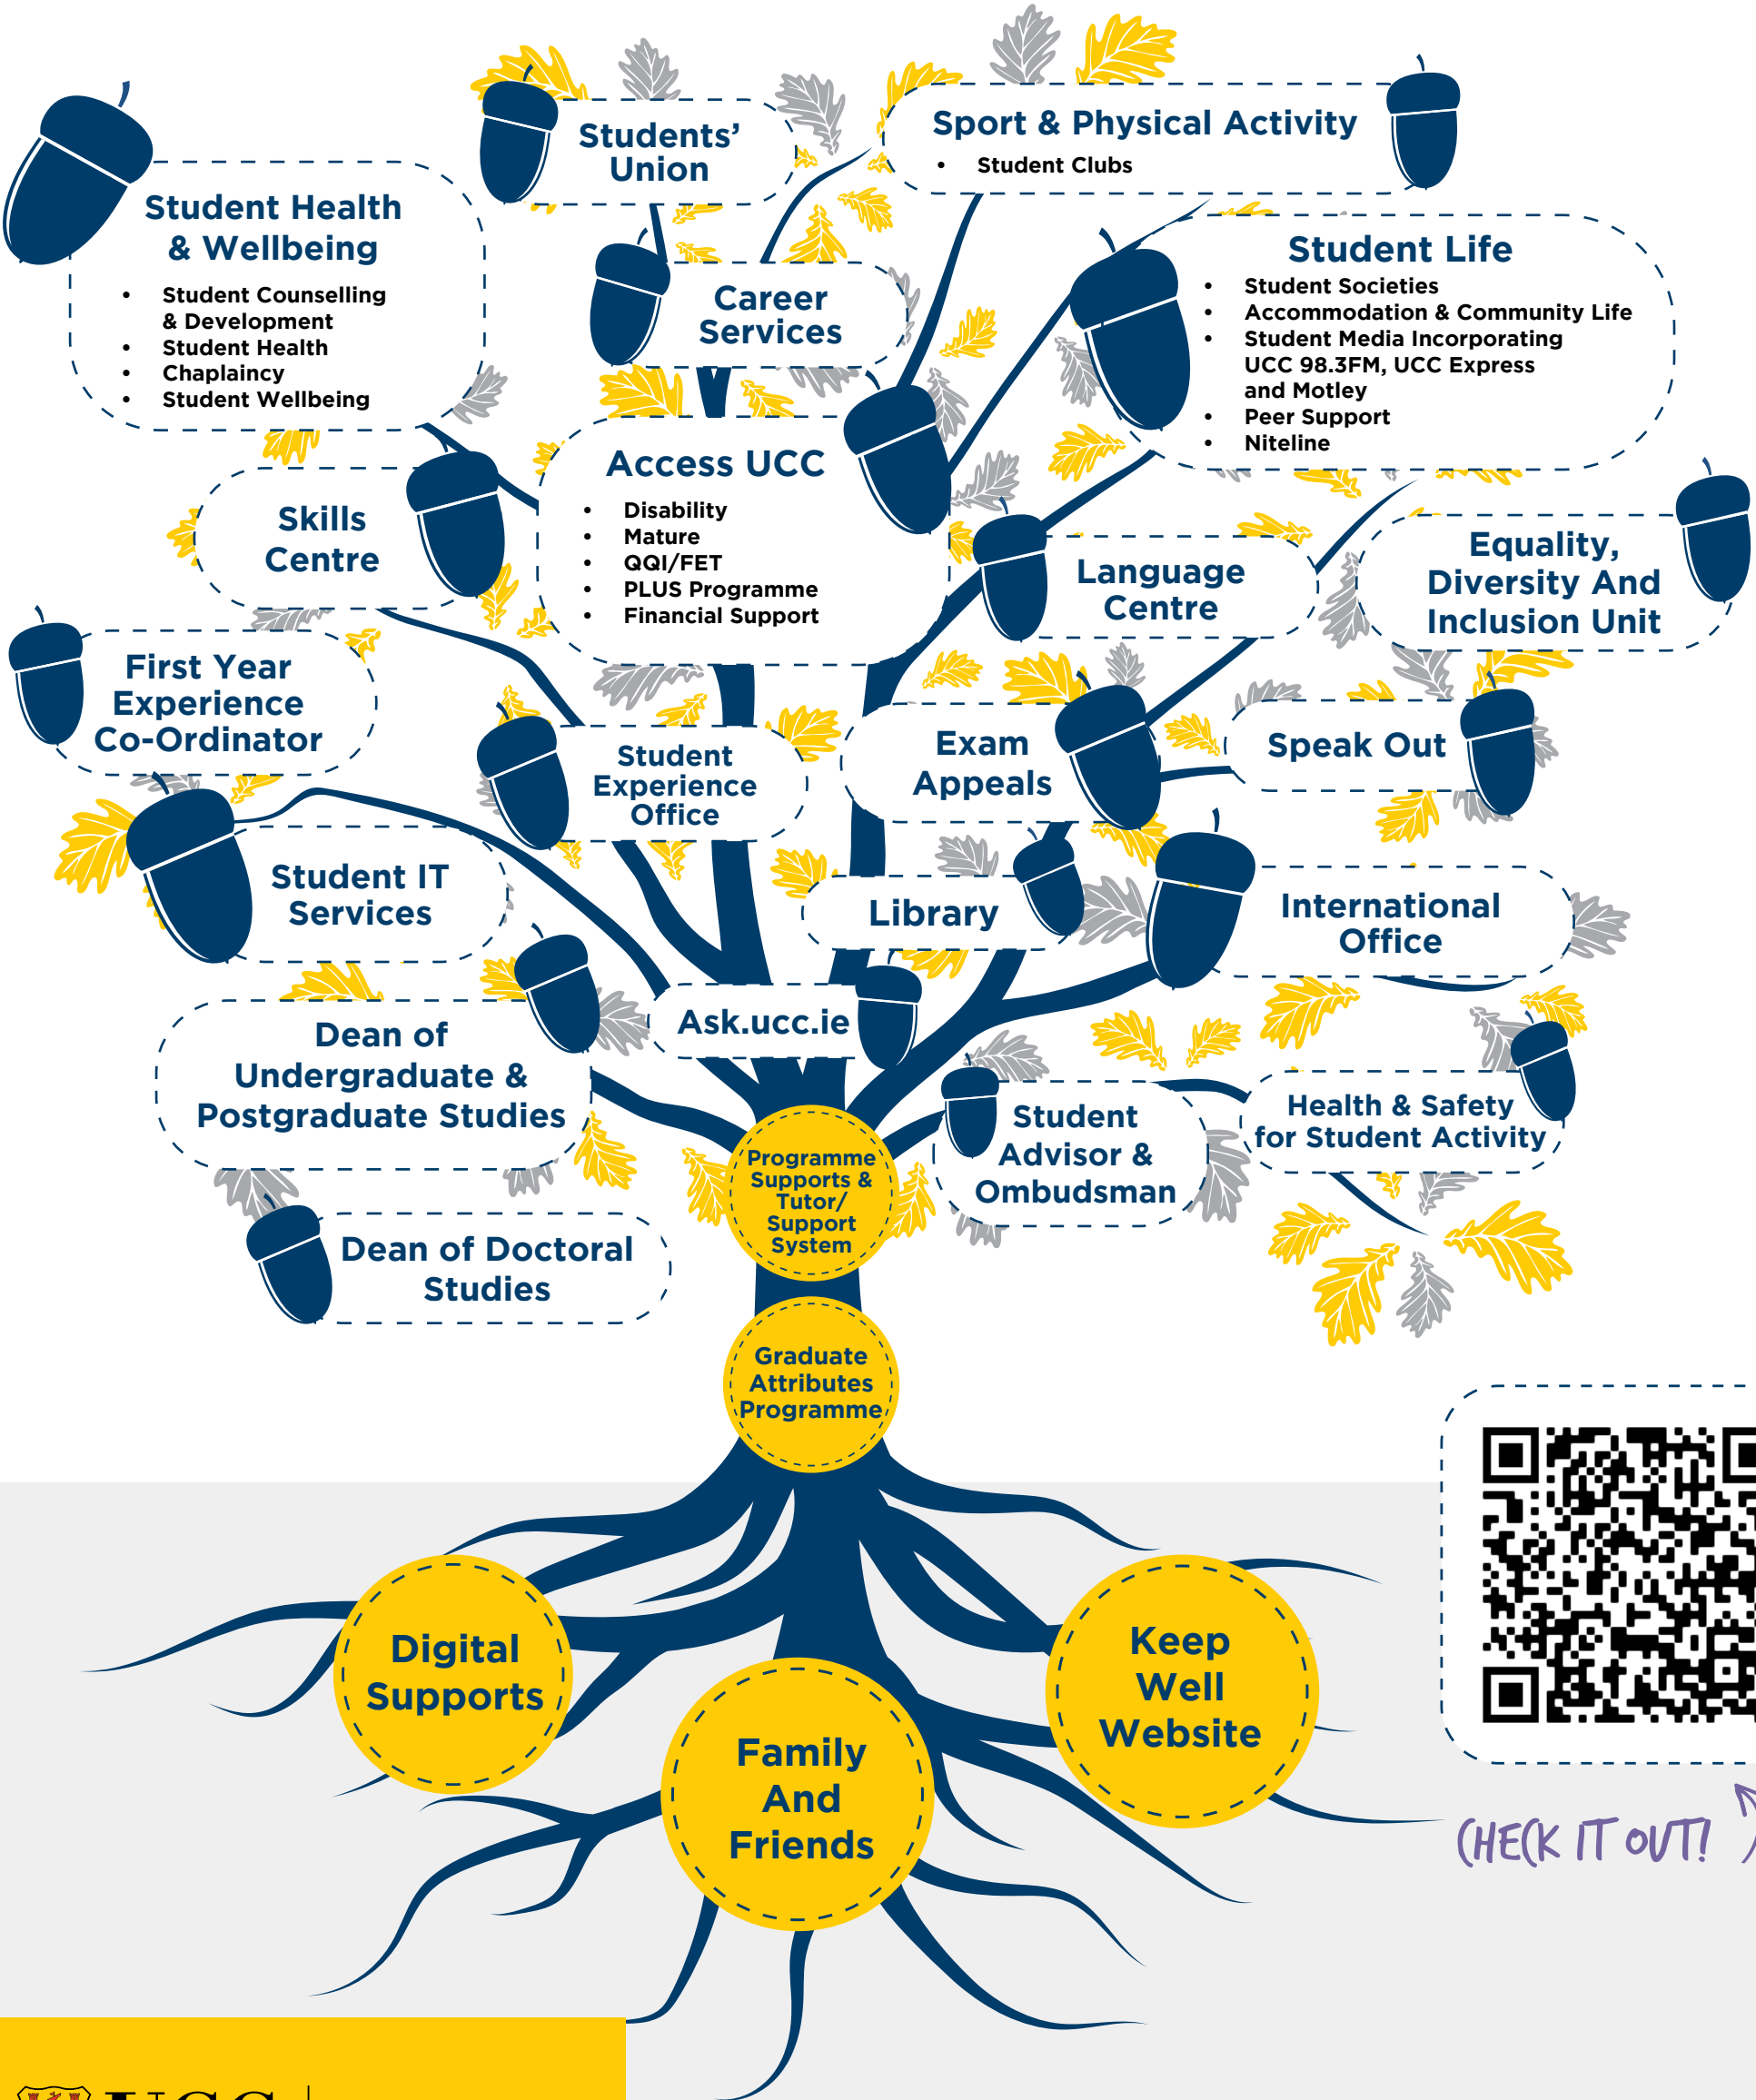 Students'
Union
Sport & Physical Activity
• Student Clubs
Student Health
& Wellbeing
• Student Counselling
& Development
• Student Health
• Chaplaincy
• Student Wellbeing
Career
Services
Student Life
• Student Societies
• Accommodation & Community Life
• Student Media Incorporating
UCC 98.3FM, UCC Express
and Motley
• Peer Support
• Niteline
Skills
Centre
Access UCC
• Disability
• Mature
• QQI/FET
• PLUS Programme
• Financial Support
Language
Centre
Equality,
Diversity And
Inclusion Unit
First Year
Experience
Co-Ordinator
Student
Experience
Office
Exam
Appeals
Speak Out
Student IT
Services
Library
International
Office
Dean of
Undergraduate &
Postgraduate Studies
Ask.ucc.ie
Student
Advisor &
Ombudsman
Health & Safety
for Student Activity
Programme
Supports &
Tutor/
Support
System
Dean of Doctoral
Studies
Graduate
Attributes
Programme
Digital
Supports
Family
And
Friends
Keep
Well
Website
CHECK IT OUT!
UCC